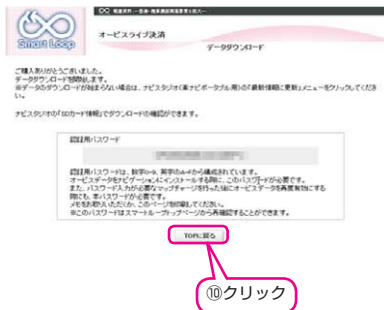 Smart Loop
オービスライブ決済
データダウンロード
ご購入ありがとうございました。
データダウンロードを開始します。
※データのダウンロードが始まらない場合は、ナビスタジオ(楽ナビポータブル用)の「最新情報に更新」メニューをクリックしてくださ
い。
ナビスタジオの「SDカード情報」でダウンロードの確認ができます。
認証用パスワード
認証用パスワードは、数字0-9、英字のA-Fから構成されています。
オービスデータをナビゲーションにインストールする際に、このパスワードが必要です。
また、パスワード入力が必要なマップチャージを行った後にオービスデータを再度有効にする
際にも、本パスワードが必要です。
メモをお取りいただくか、このページを印刷してください。
※このパスワードはスマートループトップページから再確認することができます。
TOPに戻る
⑩クリック